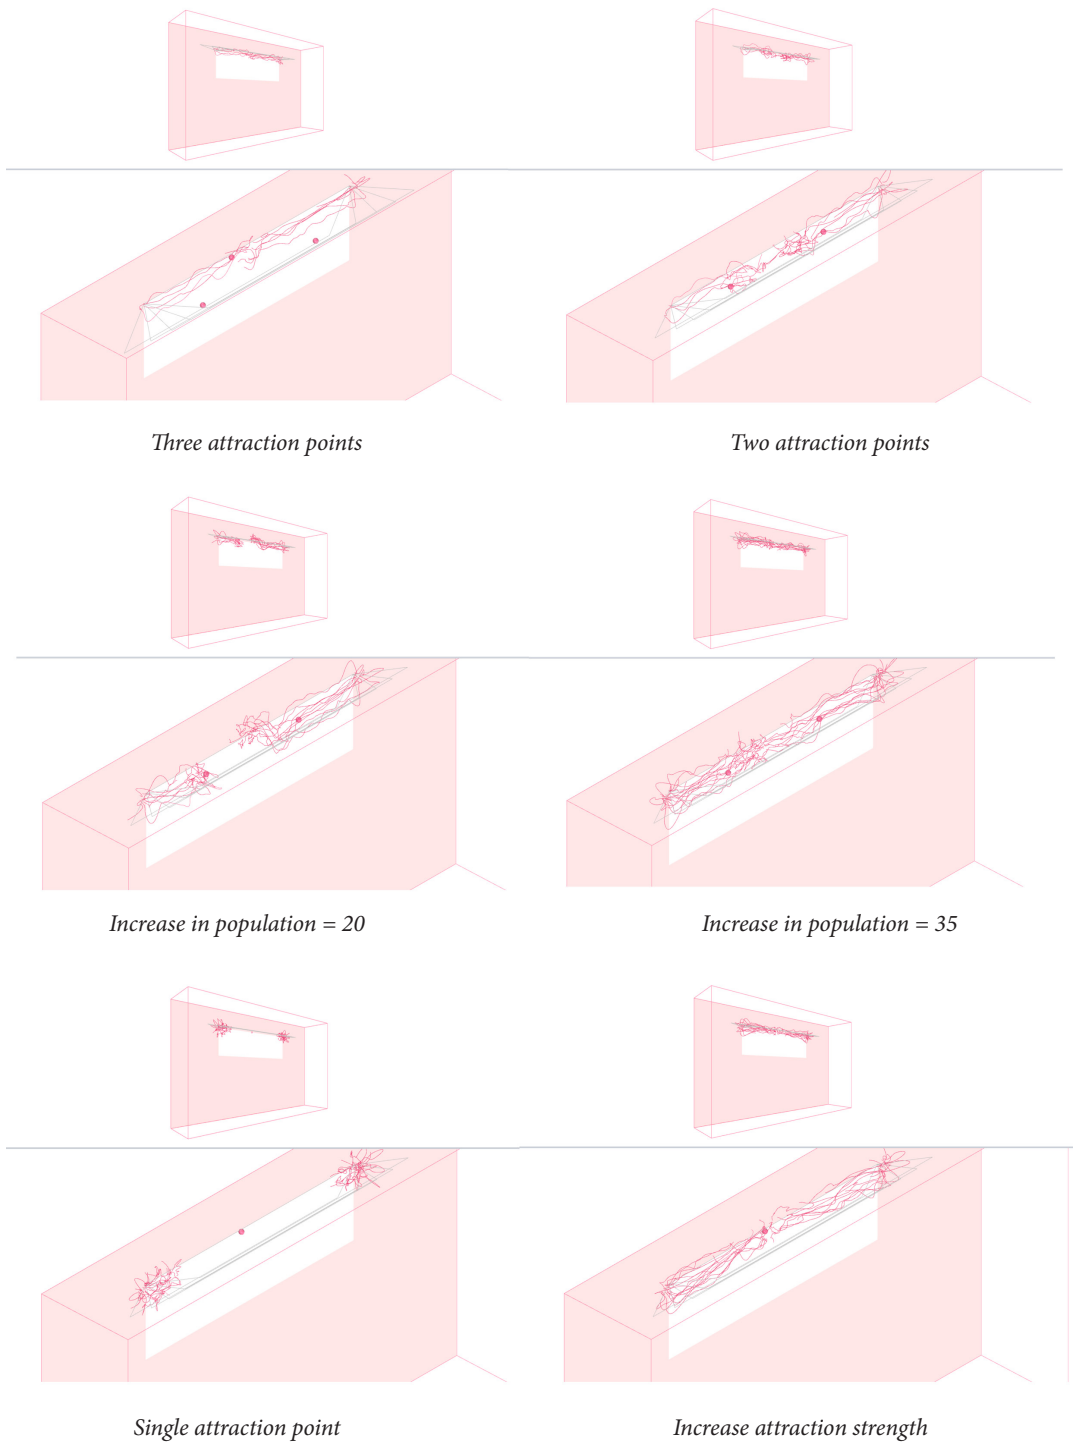 Three attraction points
Two attraction points
Increase in population = 20
Increase in population = 35
Single attraction point
Increase attraction strength